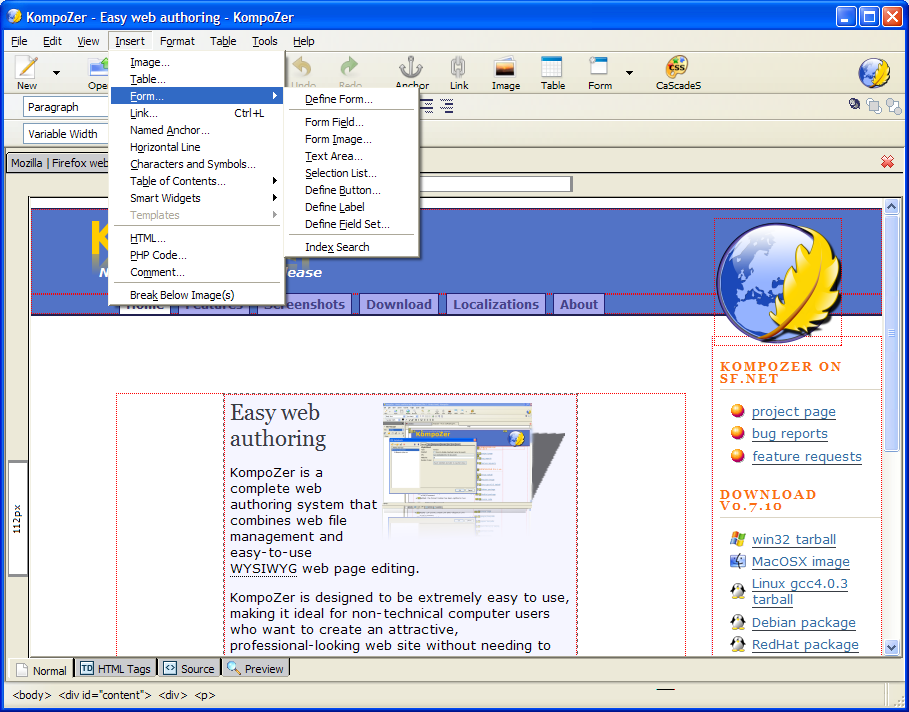 KompoZer - Easy web authoring - KompoZer
File Edit View Insert Format Table Tools Help
New Open Undo Redo Anchor Link Image Table Form CaScadeS
Paragraph
Variable Width
Mozilla | Firefox web
Image...
Table...
Form...
Link... Ctrl+L
Named Anchor...
Horizontal Line
Characters and Symbols...
Table of Contents...
Smart Widgets
Templates
HTML...
PHP Code...
Comment...
Break Below Image(s)
Define Form...
Form Field...
Form Image...
Text Area...
Selection List...
Define Button...
Define Label
Define Field Set...
Index Search
Home Features Screenshots Download Localizations About
KOMPOZER ON
SF.NET
project page
bug reports
feature requests
DOWNLOAD
V0.7.10
win32 tarball
MacOSX image
Linux gcc4.0.3
tarball
Debian package
RedHat package
112px
Easy web
authoring
KompoZer
KompoZer is a
complete web
authoring system that
combines web file
management and
easy-to-use
WYSIWYG web page editing.
KompoZer is designed to be extremely easy to use,
making it ideal for non-technical computer users
who want to create an attractive,
professional-looking web site without needing to
Normal HTML Tags Source Preview
<body> <div id="content"> <div> <p>